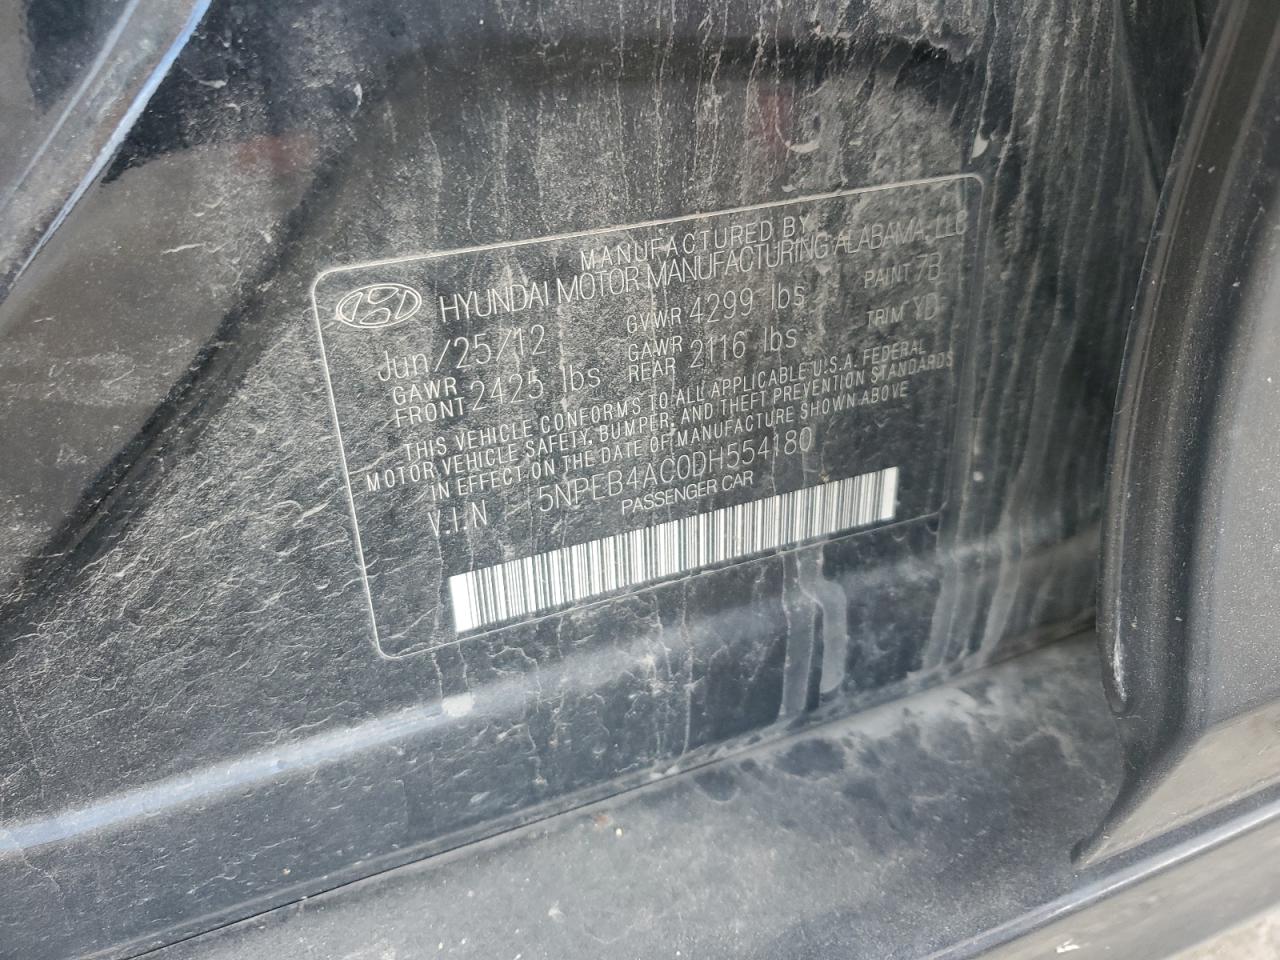 MANUFACTURED BY
HYUNDAI MOTOR MANUFACTURING ALABAMA, LLC
Jun/25/12 GVWR 4299 lbs PAINT 7B
GAWR FRONT 2425 lbs GAWR REAR 2116 lbs TRIM YD
THIS VEHICLE CONFORMS TO ALL APPLICABLE U.S.A. FEDERAL
MOTOR VEHICLE SAFETY, BUMPER, AND THEFT PREVENTION STANDARDS
IN EFFECT ON THE DATE OF MANUFACTURE SHOWN ABOVE
V.I.N 5NPEB4AC0DH554180
PASSENGER CAR